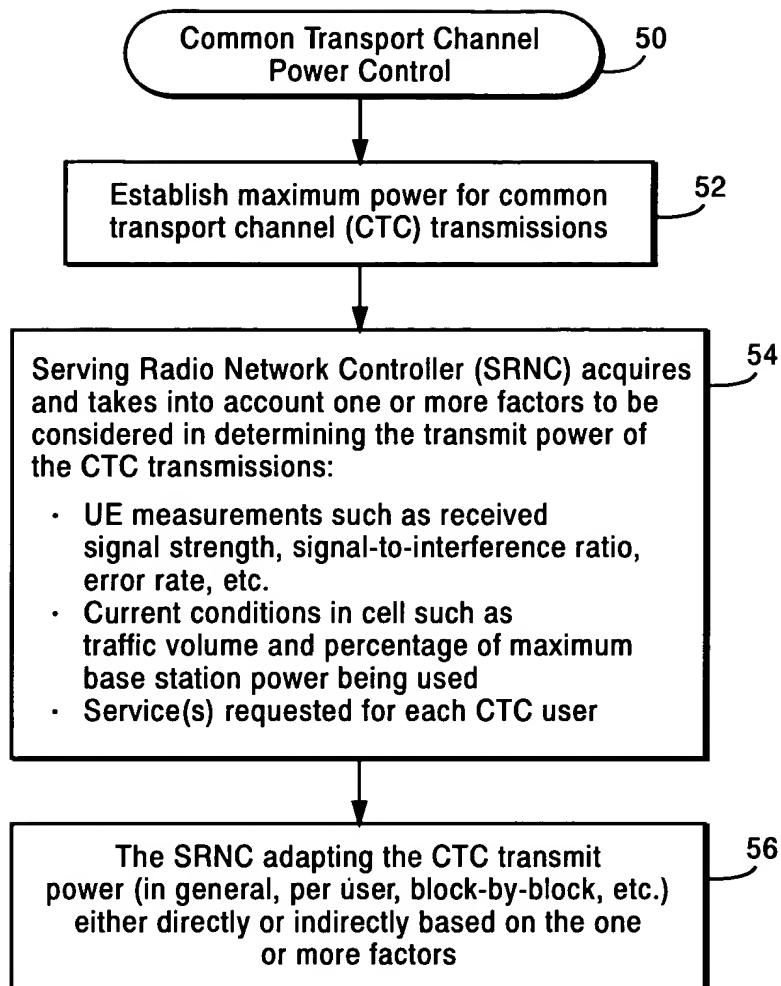 Common Transport Channel
Power Control
50
Establish maximum power for common
transport channel (CTC) transmissions
52
Serving Radio Network Controller (SRNC) acquires
and takes into account one or more factors to be
considered in determining the transmit power of
the CTC transmissions:
· UE measurements such as received
signal strength, signal-to-interference ratio,
error rate, etc.
· Current conditions in cell such as
traffic volume and percentage of maximum
base station power being used
· Service(s) requested for each CTC user
54
The SRNC adapting the CTC transmit
power (in general, per user, block-by-block, etc.)
either directly or indirectly based on the one
or more factors
56